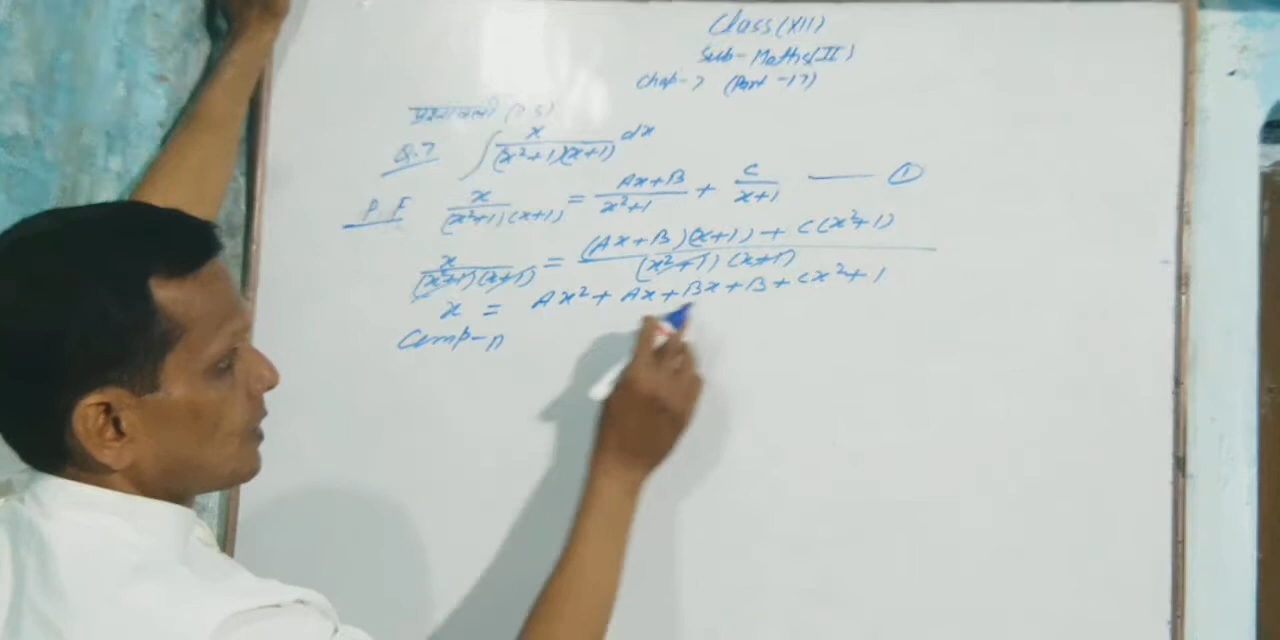 Class (XII)
Sub- Maths(II)
Chap-7 (Part-17)
प्रश्नावली (7.5)
Q.7 ∫ x/((x²+1)(x+1)) dx
P F x/((x²+1)(x+1)) = (Ax+B)/(x²+1) + C/(x+1) —— ①
x/((x²+1)(x+1)) = ((Ax+B)(x+1) + C(x²+1))/((x²+1)(x+1))
x = Ax² + Ax + Bx + B + Cx² + 1